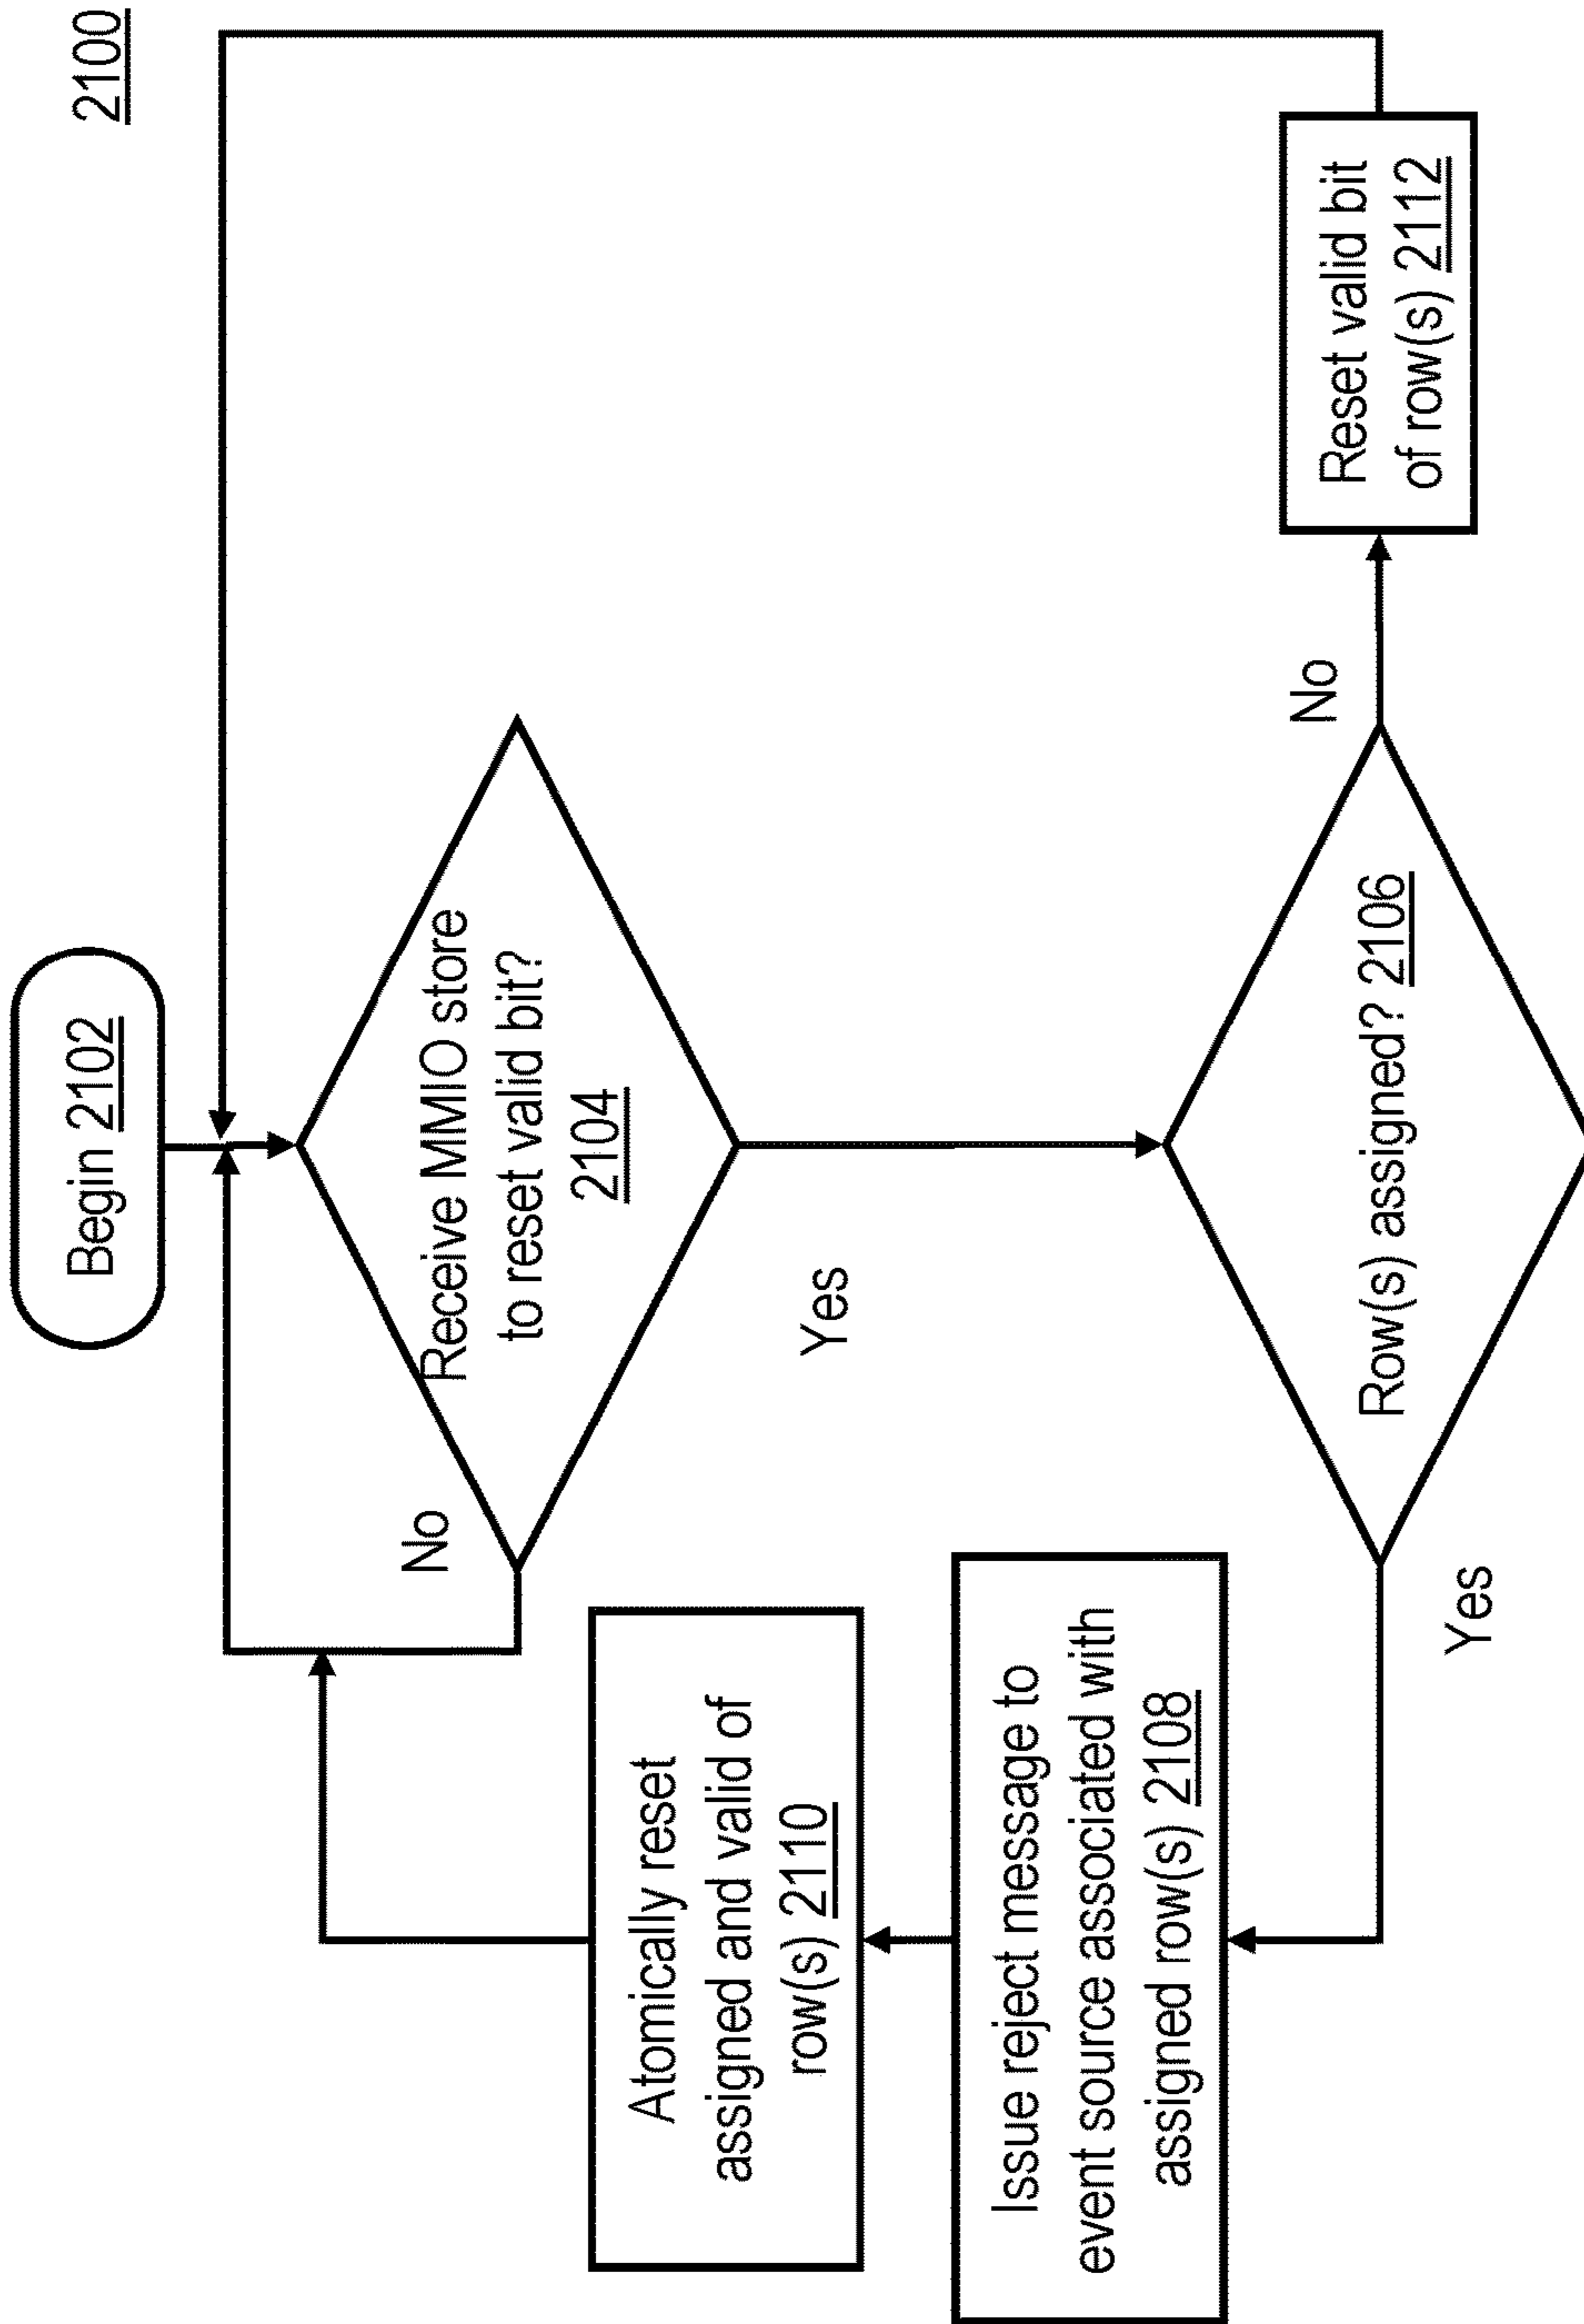 2100
Begin 2102
Receive MMIO store
to reset valid bit?
2104
No
Yes
Row(s) assigned? 2106
No
Yes
Reset valid bit
of row(s) 2112
Issue reject message to
event source associated with
assigned row(s) 2108
Atomically reset
assigned and valid of
row(s) 2110